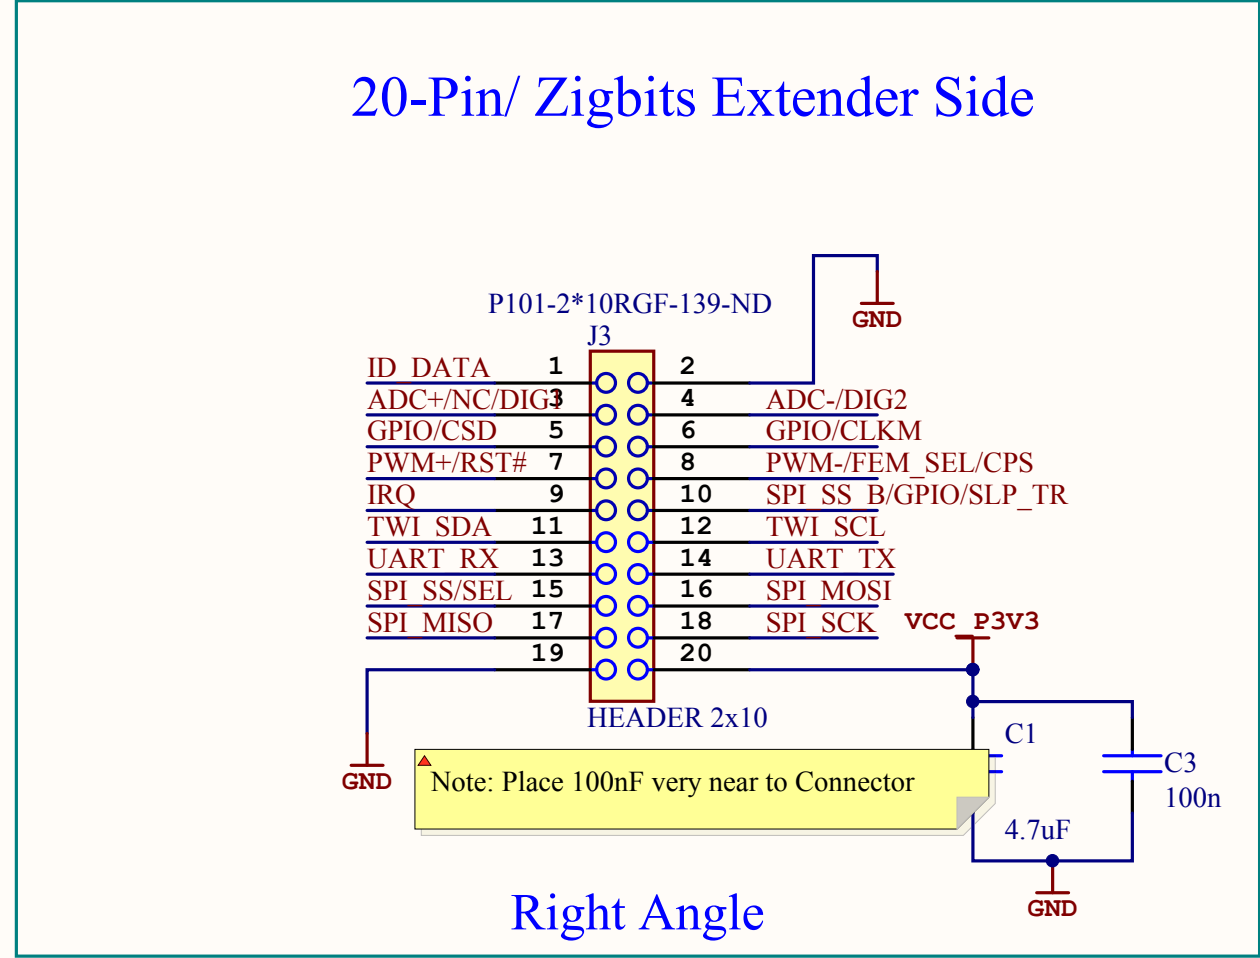 20-Pin/ Zigbits Extender Side
GND
P101-2*10RGF-139-ND
J3
ID_DATA 1 2
ADC+/NC/DIG1 3 4 ADC-/DIG2
GPIO/CSD 5 6 GPIO/CLKM
PWM+/RST# 7 8 PWM-/FEM_SEL/CPS
IRQ 9 10 SPI_SS_B/GPIO/SLP_TR
TWI_SDA 11 12 TWI_SCL
UART_RX 13 14 UART_TX
SPI_SS/SEL 15 16 SPI_MOSI
SPI_MISO 17 18 SPI_SCK VCC_P3V3
19 20
HEADER 2x10
GND
Note: Place 100nF very near to Connector
C1
4.7uF
C3
100n
GND
Right Angle